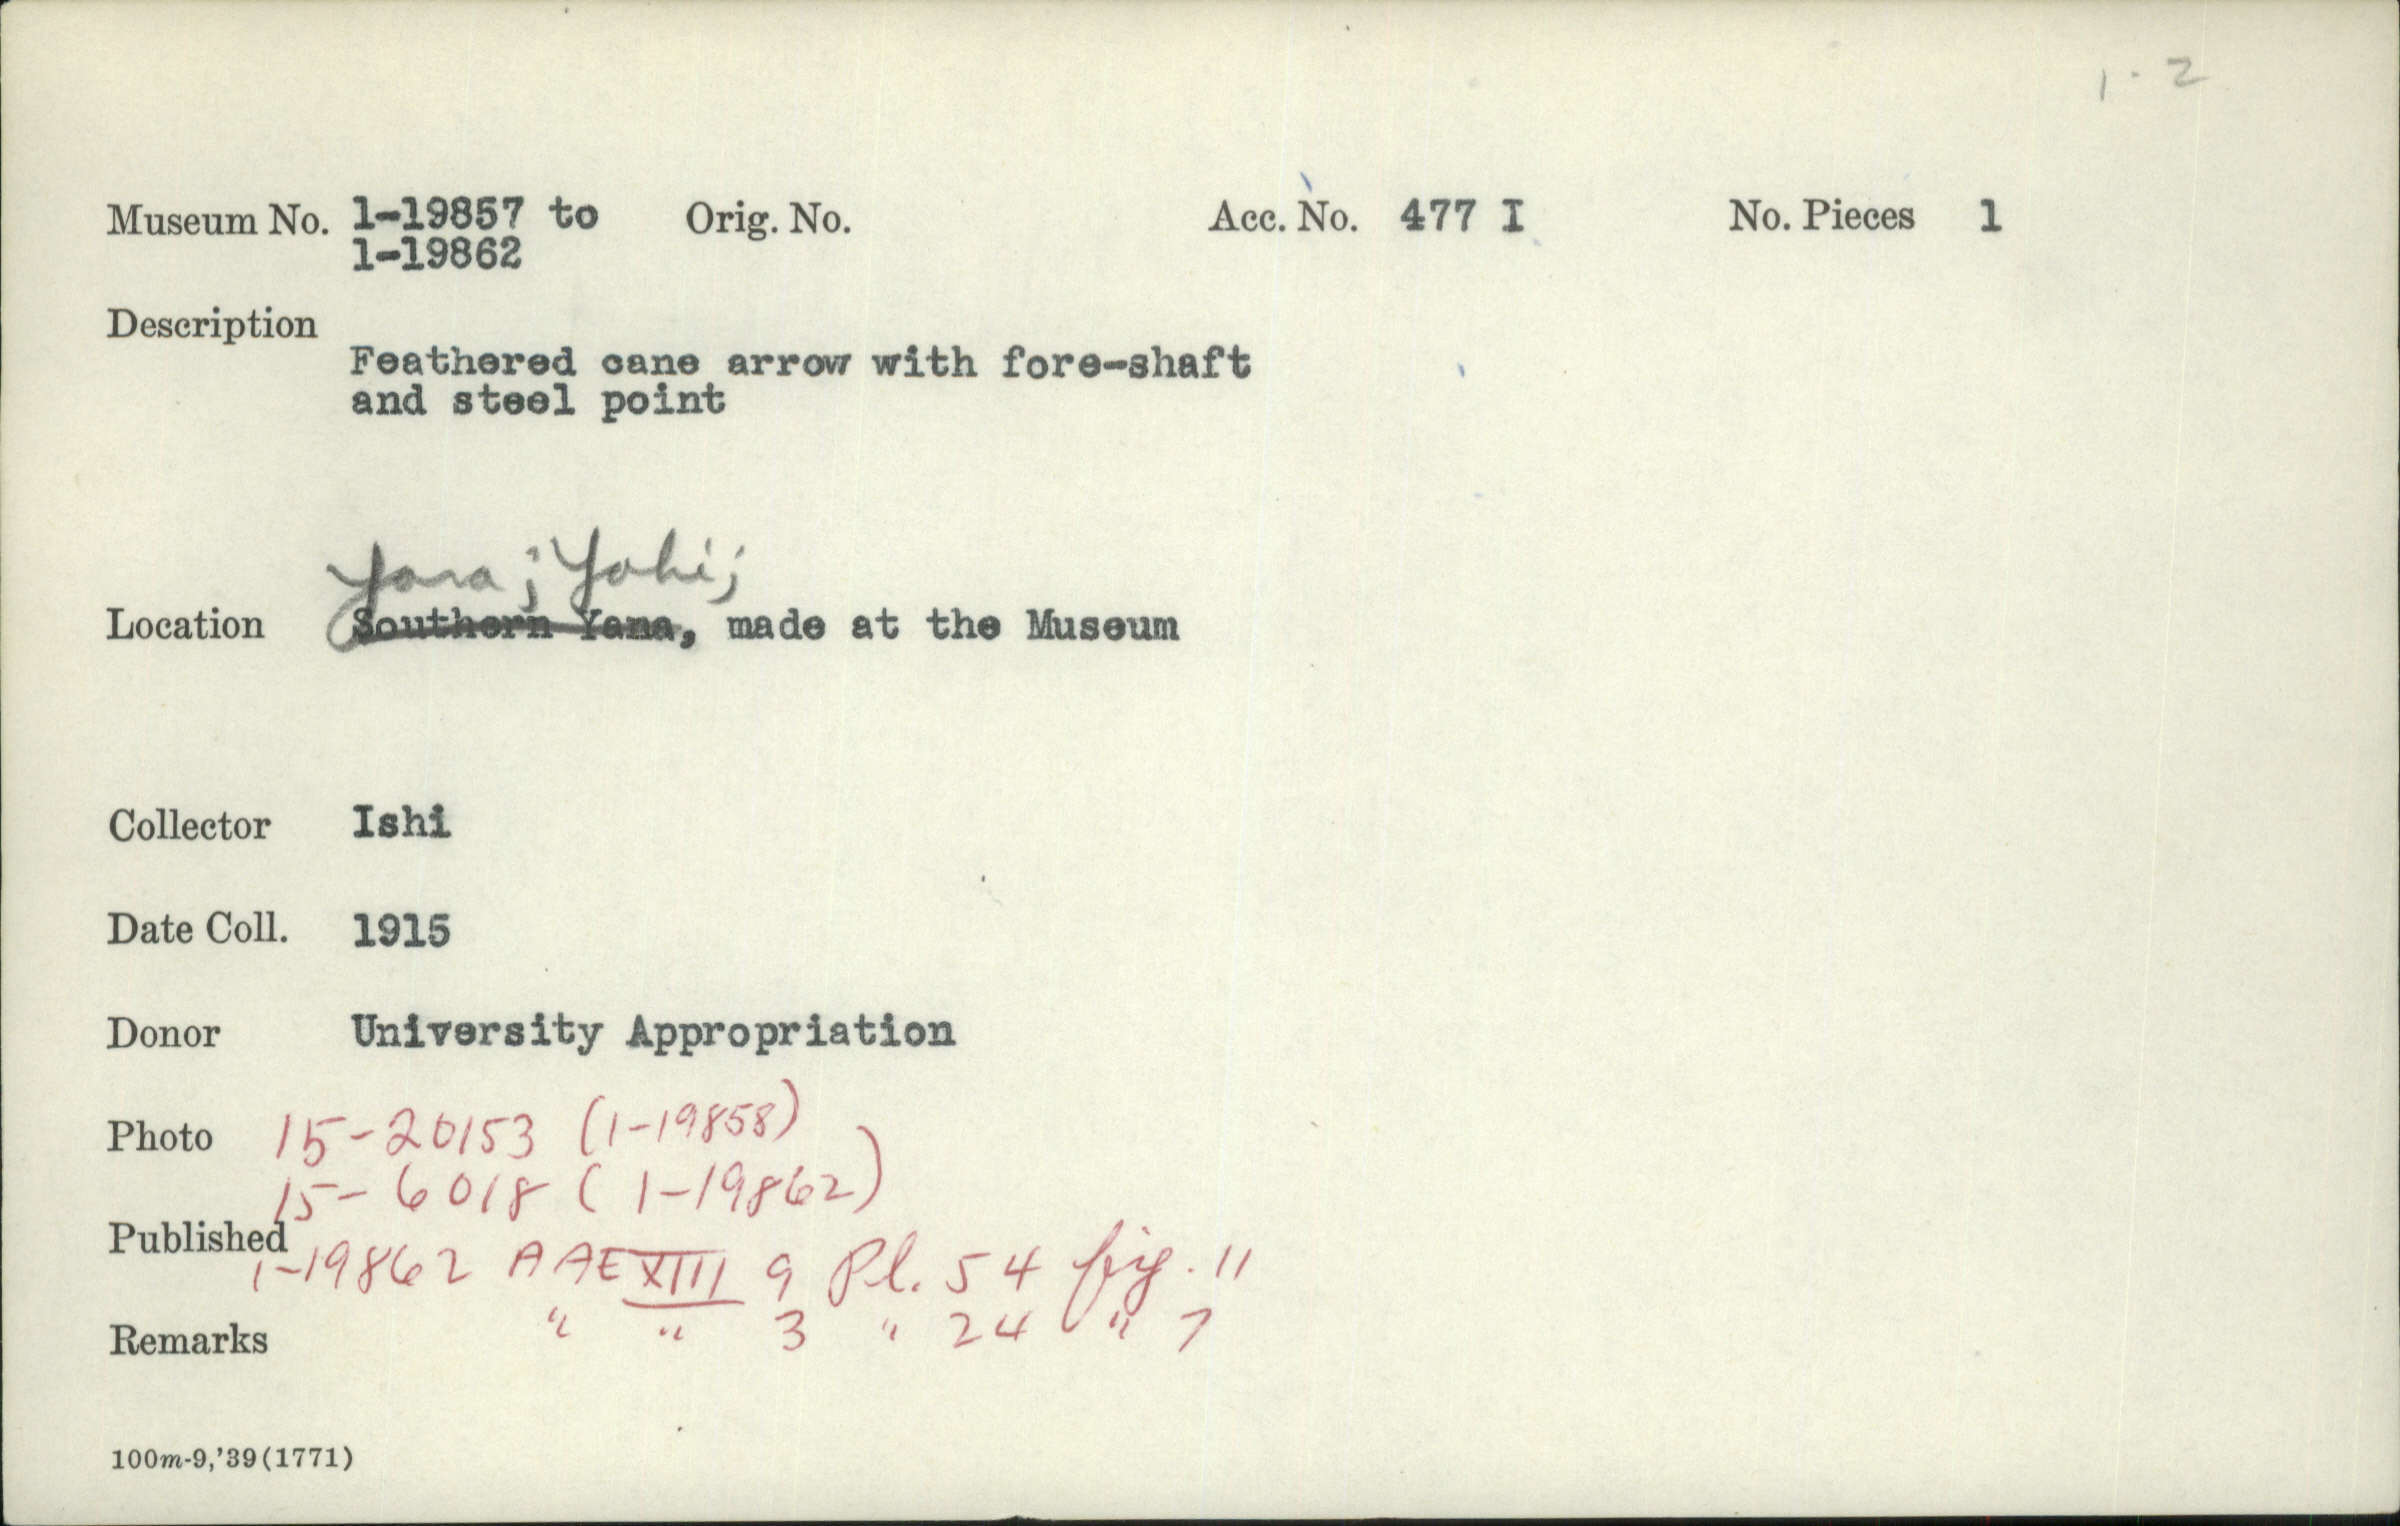 1-2
Museum No. 1-19857 to Orig. No. Acc. No. 477 I No. Pieces 1
1-19862
Description
Feathered cane arrow with fore-shaft
and steel point
Yana; Yahi;
Location Southern Yana, made at the Museum
Collector Ishi
Date Coll. 1915
Donor University Appropriation
Photo 15-20153 (1-19858)
15-6018 (1-19862)
Published
1-19862 AAE XIII 9 Pl. 54 fig. 11
" " 3 " 24 " 7
Remarks
100m-9,'39(1771)